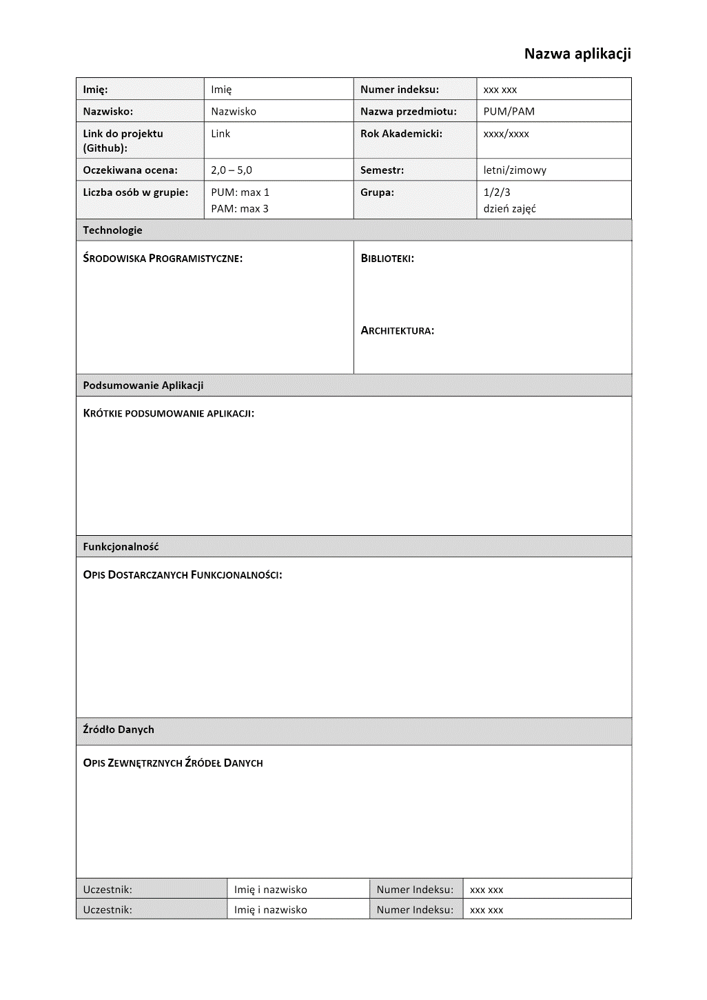 Nazwa aplikacji
Imię: Imię Numer indeksu: xxx xxx
Nazwisko: Nazwisko Nazwa przedmiotu: PUM/PAM
Link do projektu Link Rok Akademicki: xxxx/xxxx
(Github):
Oczekiwana ocena: 2,0 – 5,0 Semestr: letni/zimowy
Liczba osób w grupie: PUM: max 1 Grupa: 1/2/3
PAM: max 3 dzień zajęć
Technologie
ŚRODOWISKA PROGRAMISTYCZNE: BIBLIOTEKI:
ARCHITEKTURA:
Podsumowanie Aplikacji
KRÓTKIE PODSUMOWANIE APLIKACJI:
Funkcjonalność
OPIS DOSTARCZANYCH FUNKCJONALNOŚCI:
Źródło Danych
OPIS ZEWNĘTRZNYCH ŹRÓDEŁ DANYCH
Uczestnik: Imię i nazwisko Numer Indeksu: xxx xxx
Uczestnik: Imię i nazwisko Numer Indeksu: xxx xxx